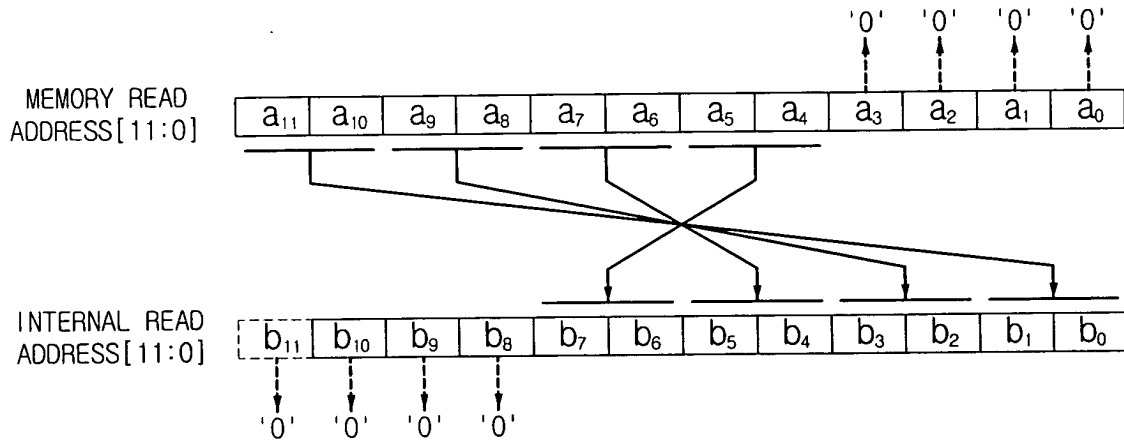 '0' '0' '0' '0'
MEMORY READ
ADDRESS[11:0]
a11 a10 a9 a8 a7 a6 a5 a4 a3 a2 a1 a0
INTERNAL READ
ADDRESS[11:0]
b11 b10 b9 b8 b7 b6 b5 b4 b3 b2 b1 b0
'0' '0' '0' '0'